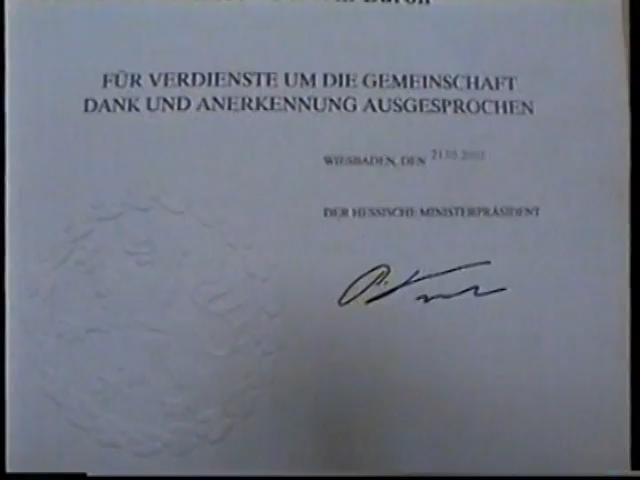 FÜR VERDIENSTE UM DIE GEMEINSCHAFT
DANK UND ANERKENNUNG AUSGESPROCHEN
WIESBADEN, DEN
DER HESSISCHE MINISTERPRÄSIDENT